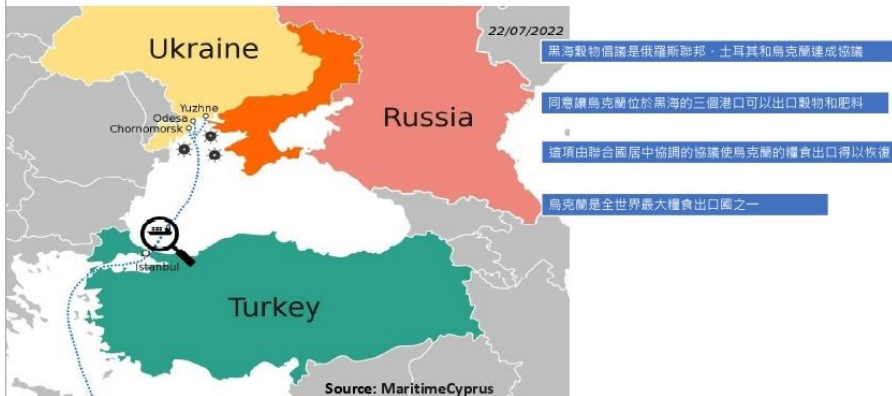 22/07/2022
Ukraine
Yuzhne
Odesa
Chornomorsk
Russia
Istanbul
Turkey
Source: MaritimeCyprus
黑海穀物倡議是俄羅斯聯邦、土耳其和烏克蘭達成協議
同意讓烏克蘭位於黑海的三個港口可以出口穀物和肥料
這項由聯合國居中協調的協議使烏克蘭的糧食出口得以恢復
烏克蘭是全世界最大糧食出口國之一